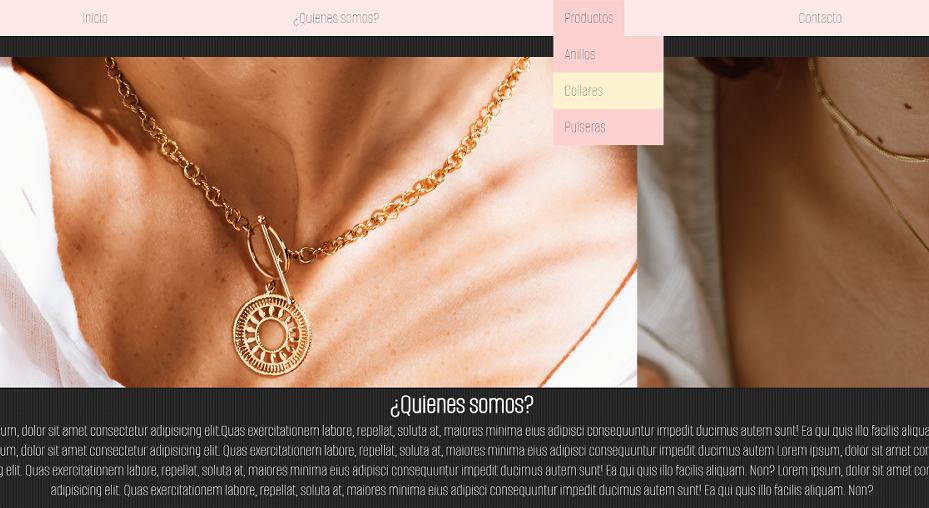 Inicio
¿Quienes somos?
Productos
Contacto
Anillos
Collares
Pulseras
¿Quienes somos?
dolor sit amet consectetur adipisicing elit.Quas exercitationem labore, repellat, soluta at, maiores minima eius adipisci consequuntur impedit ducimus autem sunt! Ea qui quis illo facilis
dolor sit amet consectetur adipisicing elit. Quas exercitationem labore, repellat, soluta at, maiores minima eius adipisci consequuntur impedit ducimus autem Lorem ipsum, dolor sit amet
elit. Quas exercitationem labore, repellat, soluta at, maiores minima eius adipisci consequuntur impedit ducimus autem sunt! Ea qui quis illo facilis aliquam. Non? Lorem ipsum, dolor sit amet
adipisicing elit. Quas exercitationem labore, repellat, soluta at, maiores minima eius adipisci consequuntur impedit ducimus autem sunt! Ea qui quis illo facilis aliquam. Non?